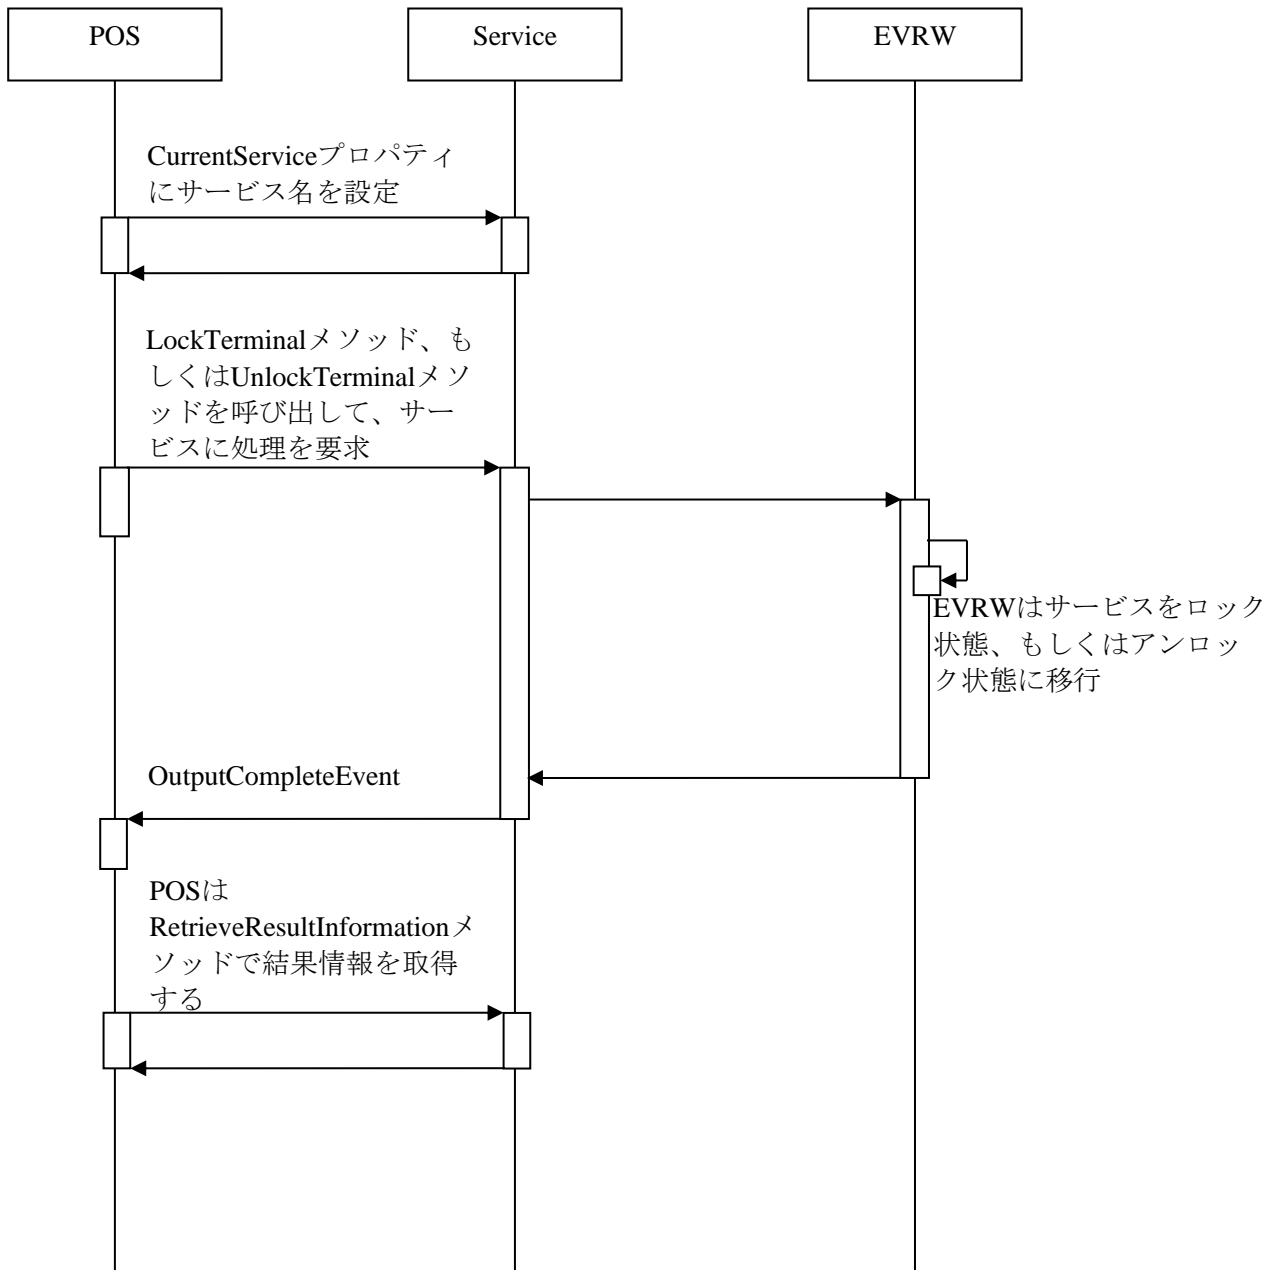 POS
Service
EVRW
CurrentServiceプロパティ
にサービス名を設定
LockTerminalメソッド、も
しくはUnlockTerminalメソ
ッドを呼び出して、サー
ビスに処理を要求
EVRWはサービスをロック
状態、もしくはアンロッ
ク状態に移行
OutputCompleteEvent
POSは
RetrieveResultInformationメ
ソッドで結果情報を取得
する